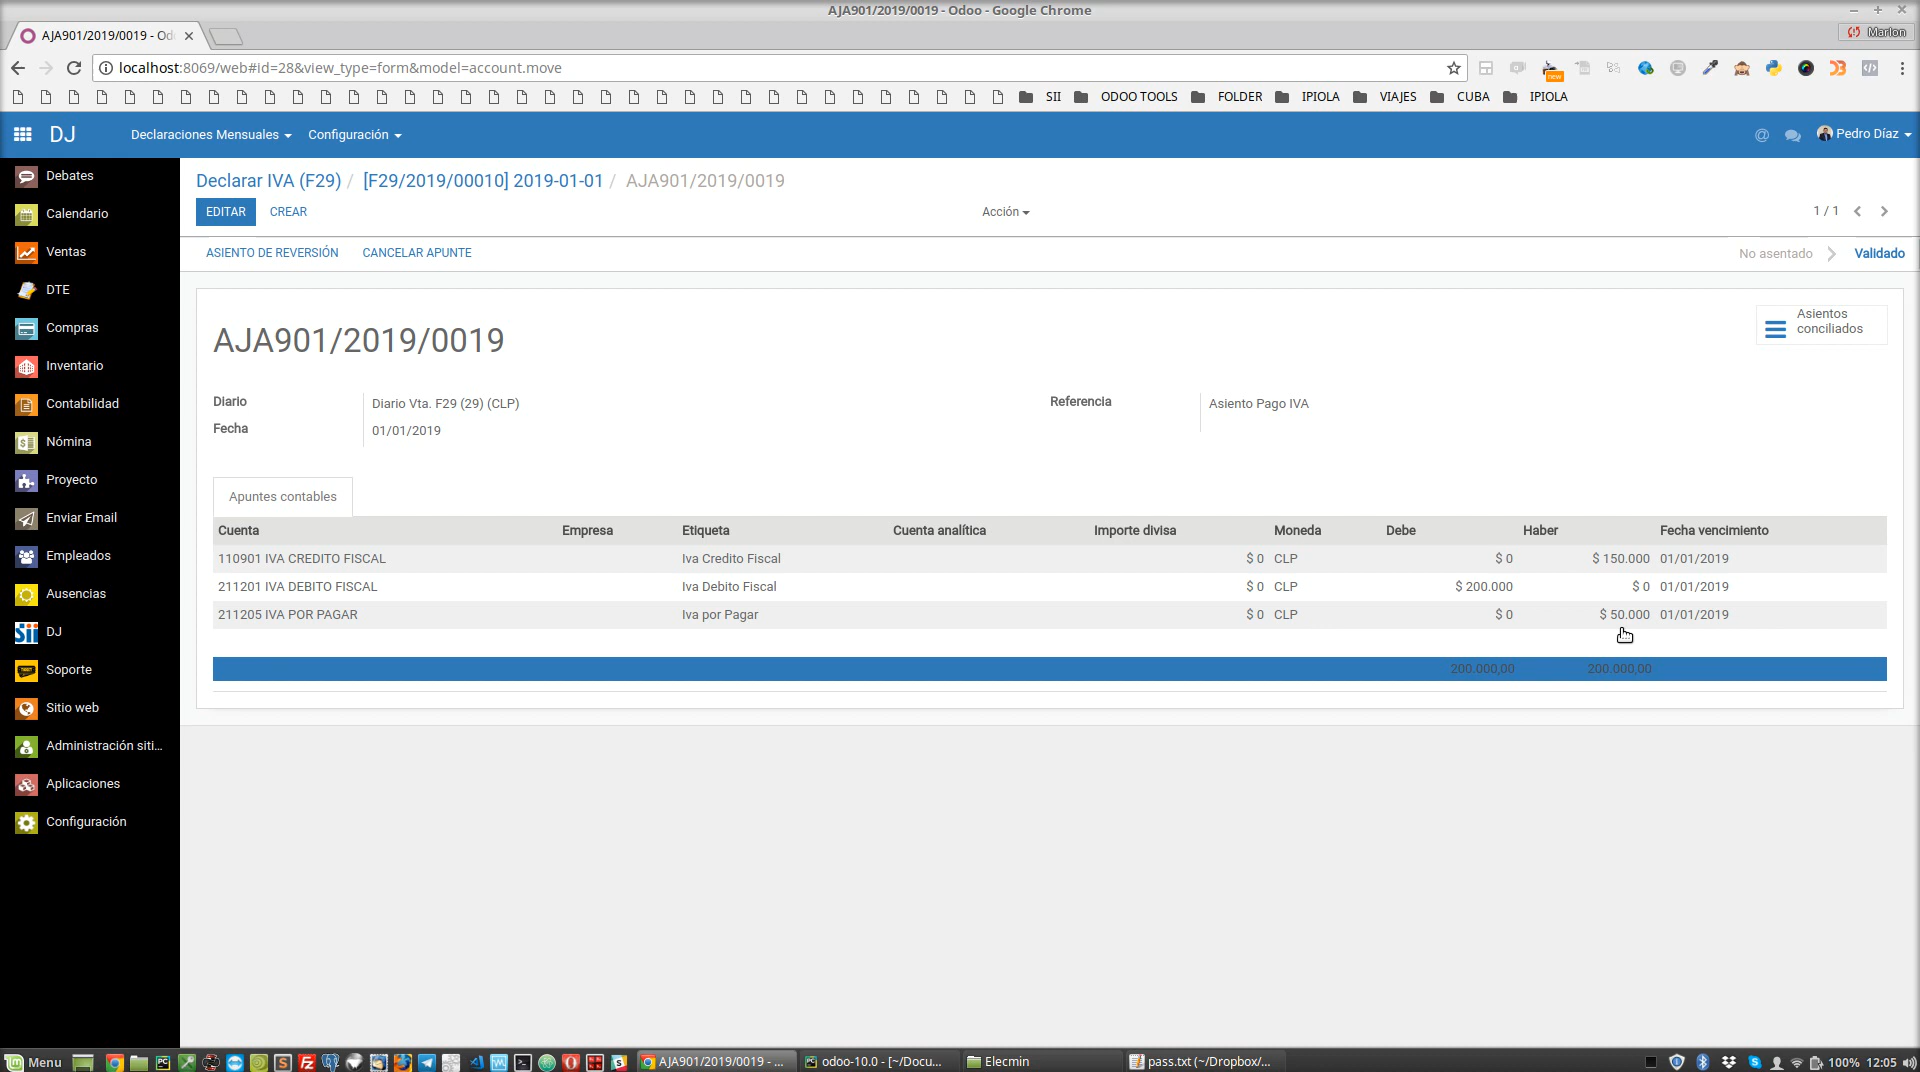 AJA901/2019/0019 - Odoo - Google Chrome
AJA901/2019/0019 - Od
Marlon
localhost:8069/web#id=28&view_type=form&model=account.move
new
SII ODOO TOOLS FOLDER IPIOLA VIAJES CUBA IPIOLA
DJ Declaraciones Mensuales Configuración Pedro Díaz
Debates
Calendario
Ventas
DTE
Compras
Inventario
Contabilidad
Nómina
Proyecto
Enviar Email
Empleados
Ausencias
DJ
Soporte
Sitio web
Administración siti...
Aplicaciones
Configuración
Declarar IVA (F29) / [F29/2019/00010] 2019-01-01 / AJA901/2019/0019
EDITAR CREAR Acción 1 / 1
ASIENTO DE REVERSIÓN CANCELAR APUNTE No asentado Validado
Asientos conciliados
AJA901/2019/0019
Diario Diario Vta. F29 (29) (CLP) Referencia Asiento Pago IVA
Fecha 01/01/2019
Apuntes contables
Cuenta Empresa Etiqueta Cuenta analítica Importe divisa Moneda Debe Haber Fecha vencimiento
110901 IVA CREDITO FISCAL Iva Credito Fiscal $ 0 CLP $ 0 $ 150.000 01/01/2019
211201 IVA DEBITO FISCAL Iva Debito Fiscal $ 0 CLP $ 200.000 $ 0 01/01/2019
211205 IVA POR PAGAR Iva por Pagar $ 0 CLP $ 0 $ 50.000 01/01/2019
200.000,00 200.000,00
Menu AJA901/2019/0019 - ... odoo-10.0 - [~/Docu... Elecmin pass.txt (~/Dropbox/... 100% 12:05